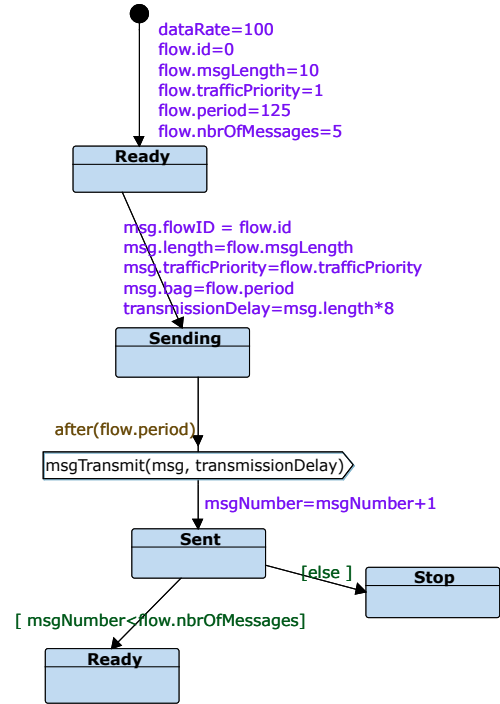 dataRate=100
flow.id=0
flow.msgLength=10
flow.trafficPriority=1
flow.period=125
flow.nbrOfMessages=5
Ready
msg.flowID = flow.id
msg.length=flow.msgLength
msg.trafficPriority=flow.trafficPriority
msg.bag=flow.period
transmissionDelay=msg.length*8
Sending
after(flow.period)
msgTransmit(msg, transmissionDelay)
msgNumber=msgNumber+1
Sent
[else ]
Stop
[ msgNumber<flow.nbrOfMessages]
Ready